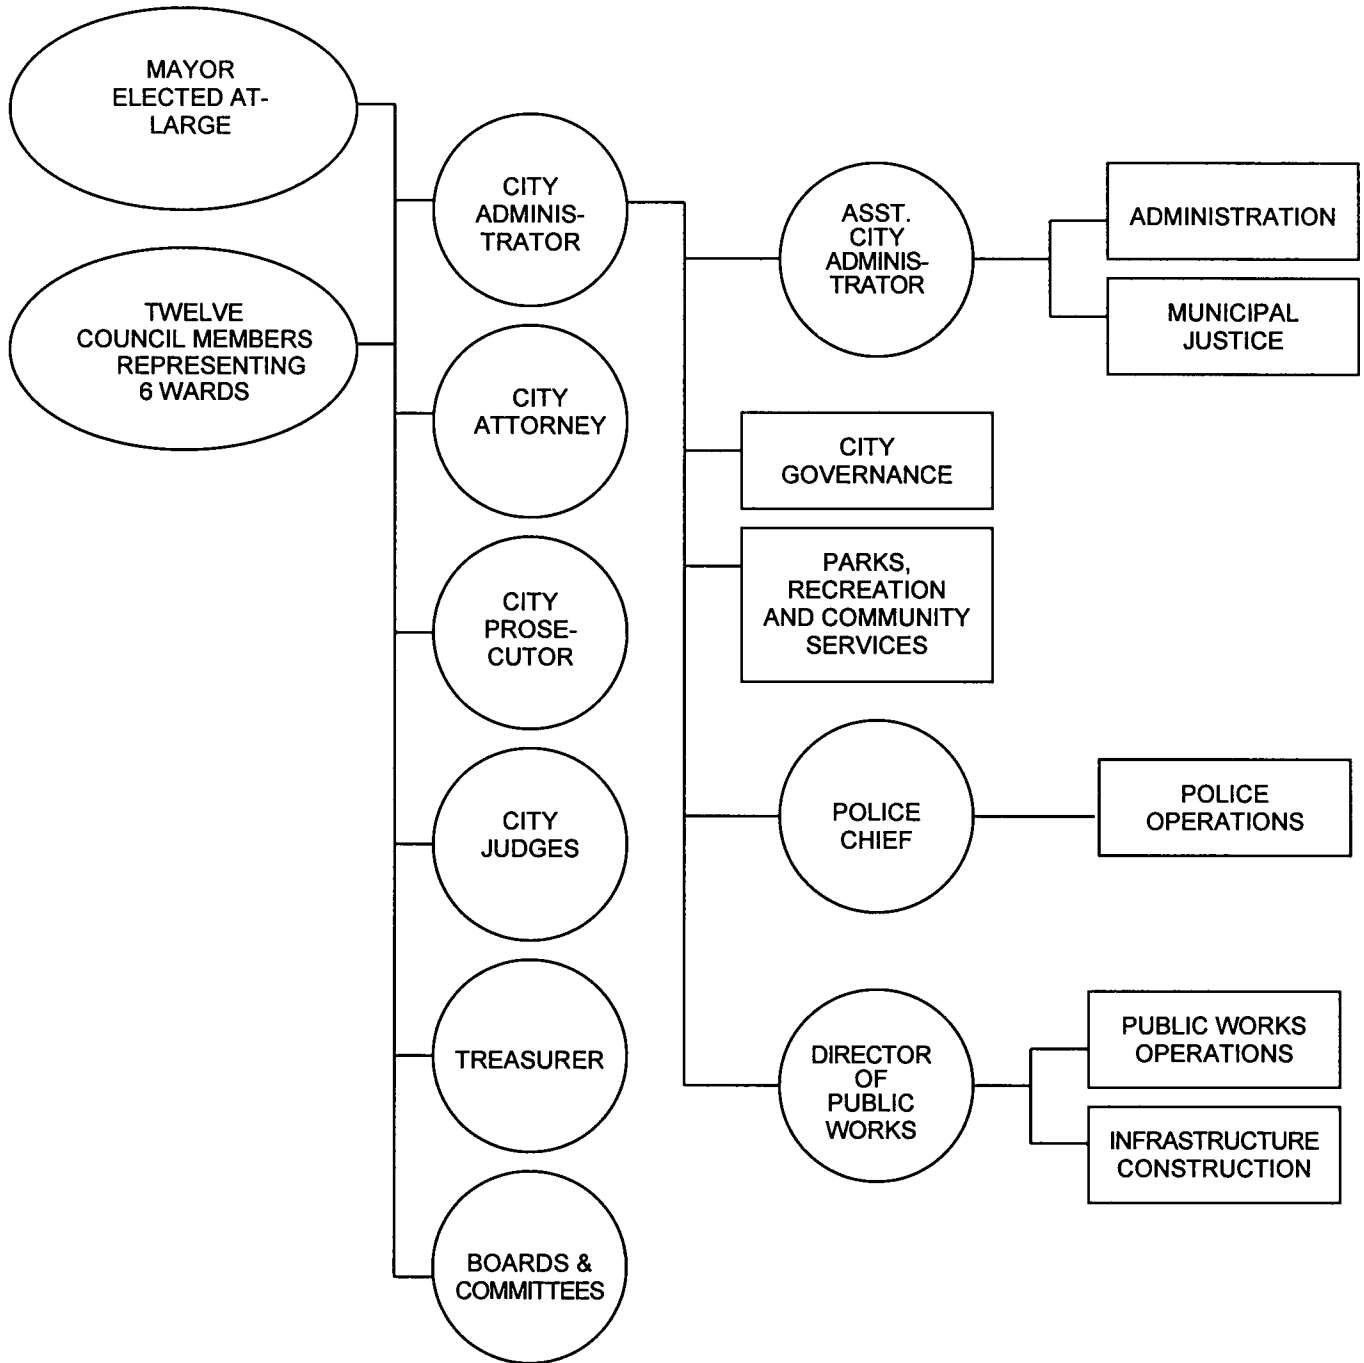 MAYOR
ELECTED AT-
LARGE
TWELVE
COUNCIL MEMBERS
REPRESENTING
6 WARDS
CITY
ADMINIS-
TRATOR
CITY
ATTORNEY
CITY
PROSE-
CUTOR
CITY
JUDGES
TREASURER
BOARDS &
COMMITTEES
ASST.
CITY
ADMINIS-
TRATOR
CITY
GOVERNANCE
PARKS,
RECREATION
AND COMMUNITY
SERVICES
POLICE
CHIEF
DIRECTOR
OF
PUBLIC
WORKS
ADMINISTRATION
MUNICIPAL
JUSTICE
POLICE
OPERATIONS
PUBLIC WORKS
OPERATIONS
INFRASTRUCTURE
CONSTRUCTION